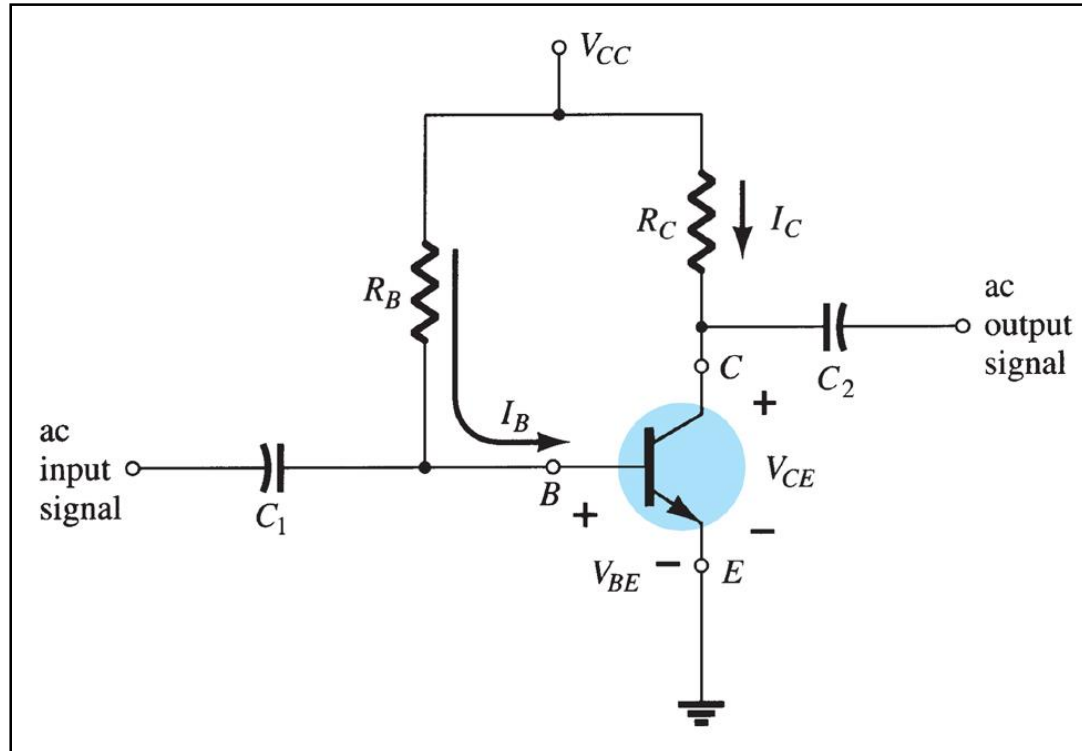 V_CC
R_C
I_C
R_B
ac
output
signal
C
C_2
+
I_B
ac
input
signal
V_CE
B
+
C_1
−
V_BE
−
E